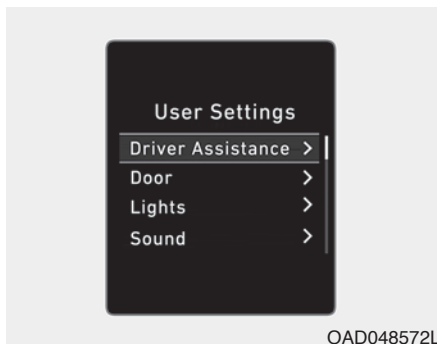 User Settings
Driver Assistance >
Door >
Lights >
Sound >
OAD048572L